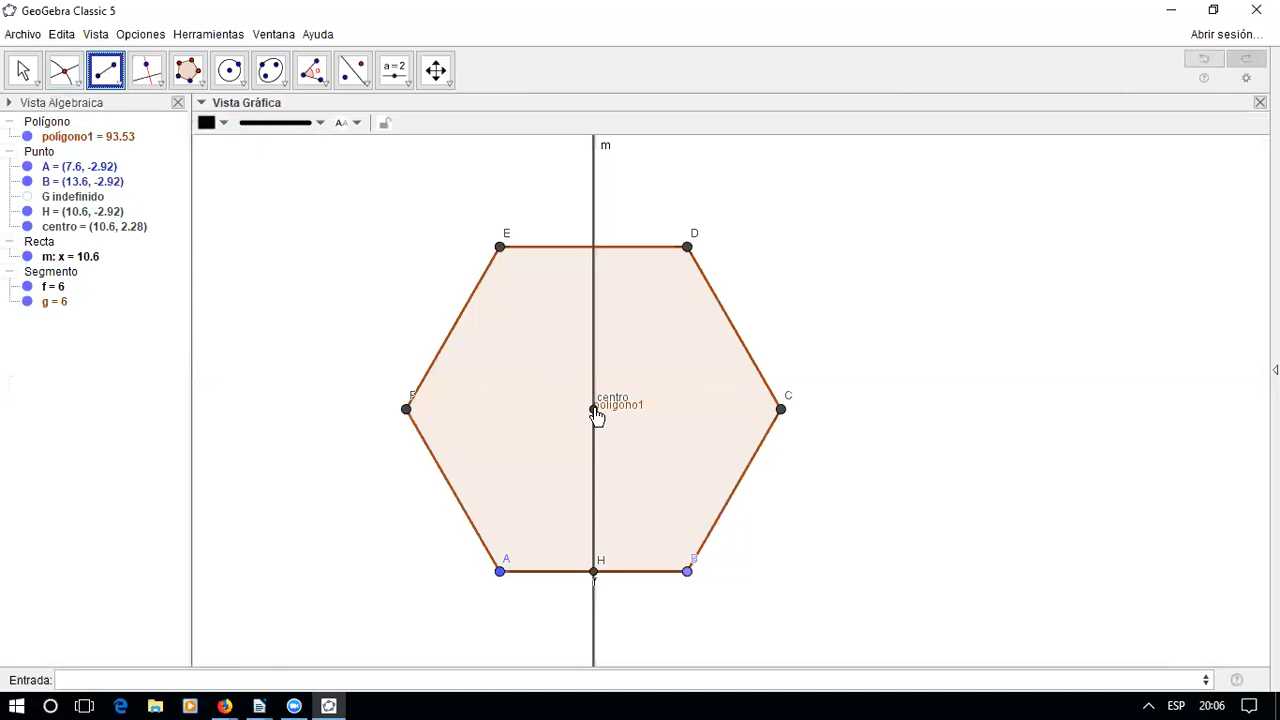 GeoGebra Classic 5
Archivo Edita Vista Opciones Herramientas Ventana Ayuda
Abrir sesión...
a = 2
Vista Algebraica
Vista Gráfica
AA
Polígono
polígono1 = 93.53
Punto
A = (7.6, -2.92)
B = (13.6, -2.92)
G indefinido
H = (10.6, -2.92)
centro = (10.6, 2.28)
Recta
m: x = 10.6
Segmento
f = 6
g = 6
m
E
D
F
centro
polígono1
C
A
H
B
f
Entrada:
ESP 20:06